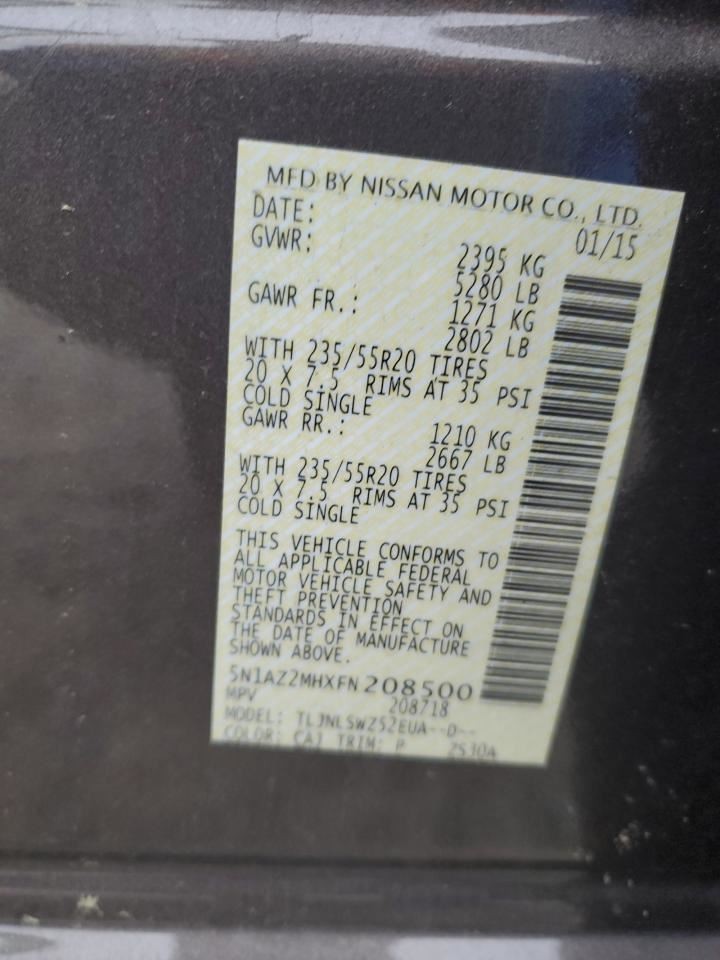 MFD BY NISSAN MOTOR CO., LTD.
DATE: 01/15
GVWR: 2395 KG
5280 LB
GAWR FR.: 1271 KG
2802 LB
WITH 235/55R20 TIRES
20 X 7.5 RIMS AT 35 PSI
COLD SINGLE
GAWR RR.: 1210 KG
2667 LB
WITH 235/55R20 TIRES
20 X 7.5 RIMS AT 35 PSI
COLD SINGLE
THIS VEHICLE CONFORMS TO
ALL APPLICABLE FEDERAL
MOTOR VEHICLE SAFETY AND
THEFT PREVENTION
STANDARDS IN EFFECT ON
THE DATE OF MANUFACTURE
SHOWN ABOVE.
5N1AZ2MHXFN208500
MPV 208718
MODEL: TLJNLSWZ52EUA--D--
COLOR: CAJ TRIM: P ZS30A